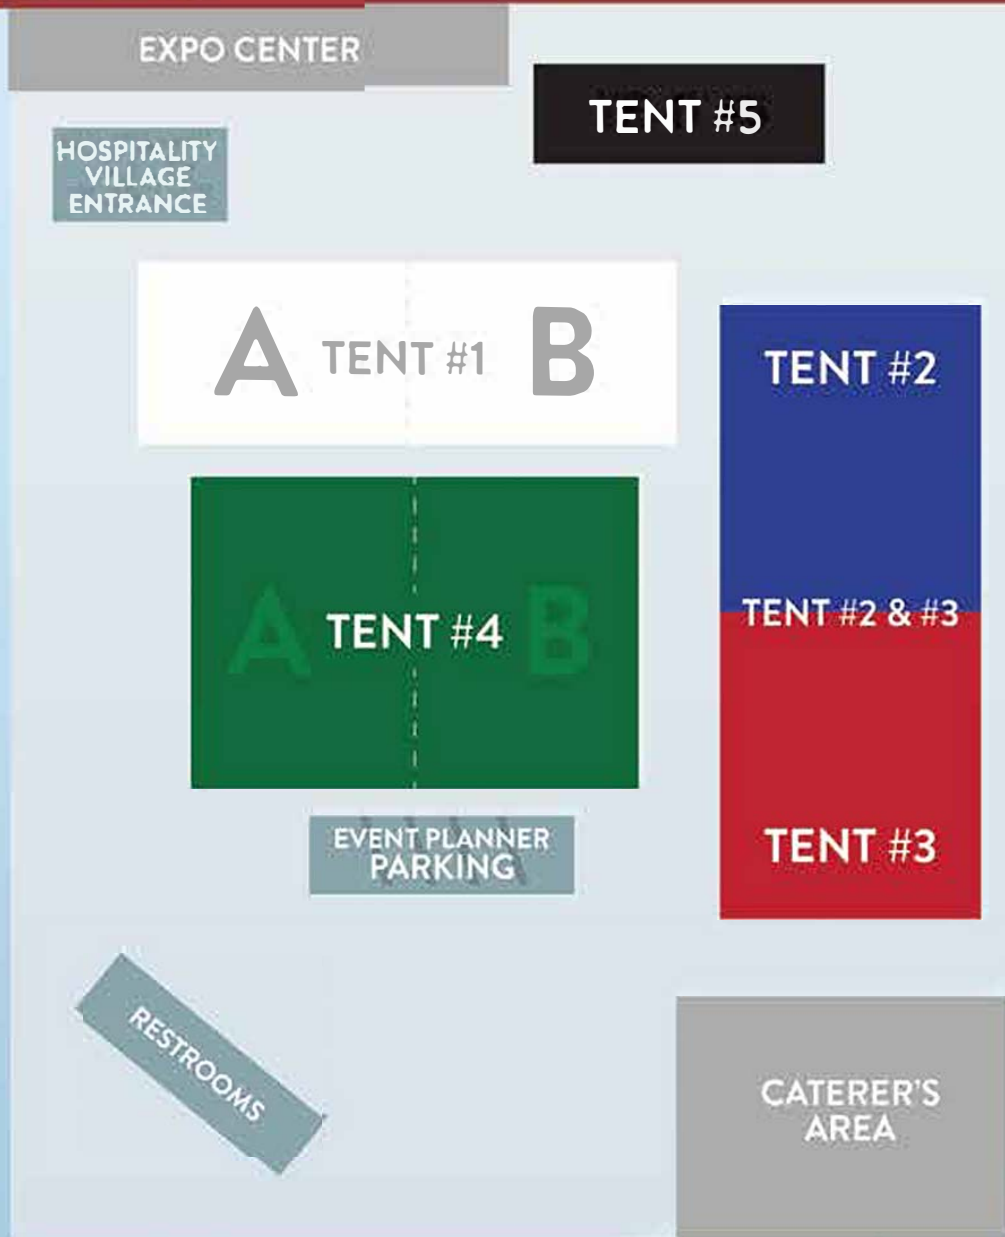 EXPO CENTER
TENT #5
HOSPITALITY
VILLAGE
ENTRANCE
A TENT #1 B
TENT #2
A TENT #4 B
TENT #2 & #3
TENT #3
EVENT PLANNER
PARKING
RESTROOMS
CATERER'S
AREA